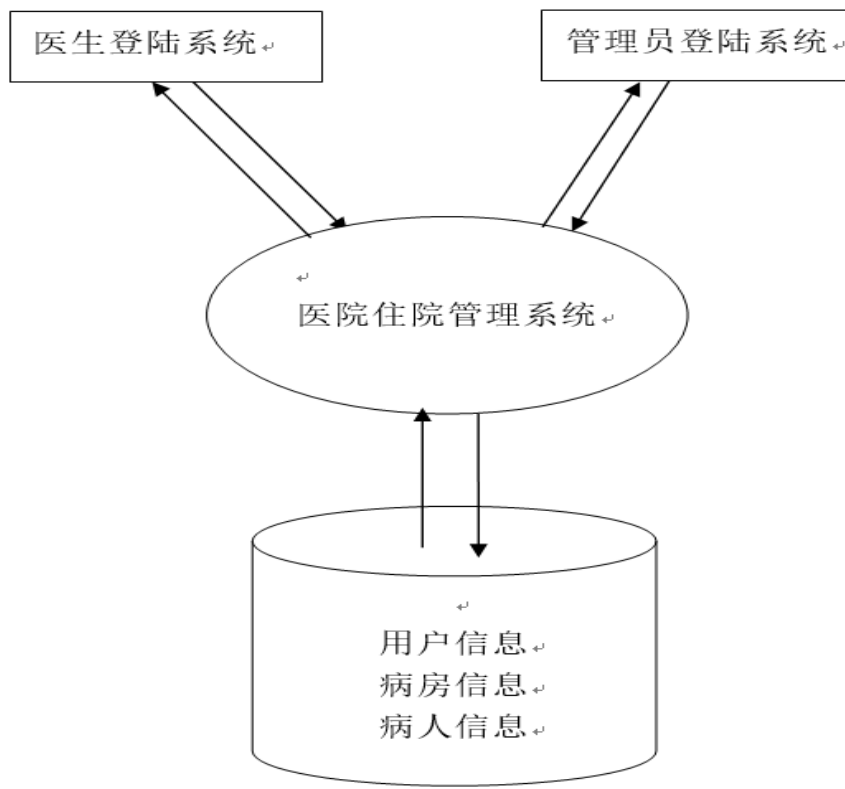 医生登陆系统
管理员登陆系统
医院住院管理系统
用户信息
病房信息
病人信息